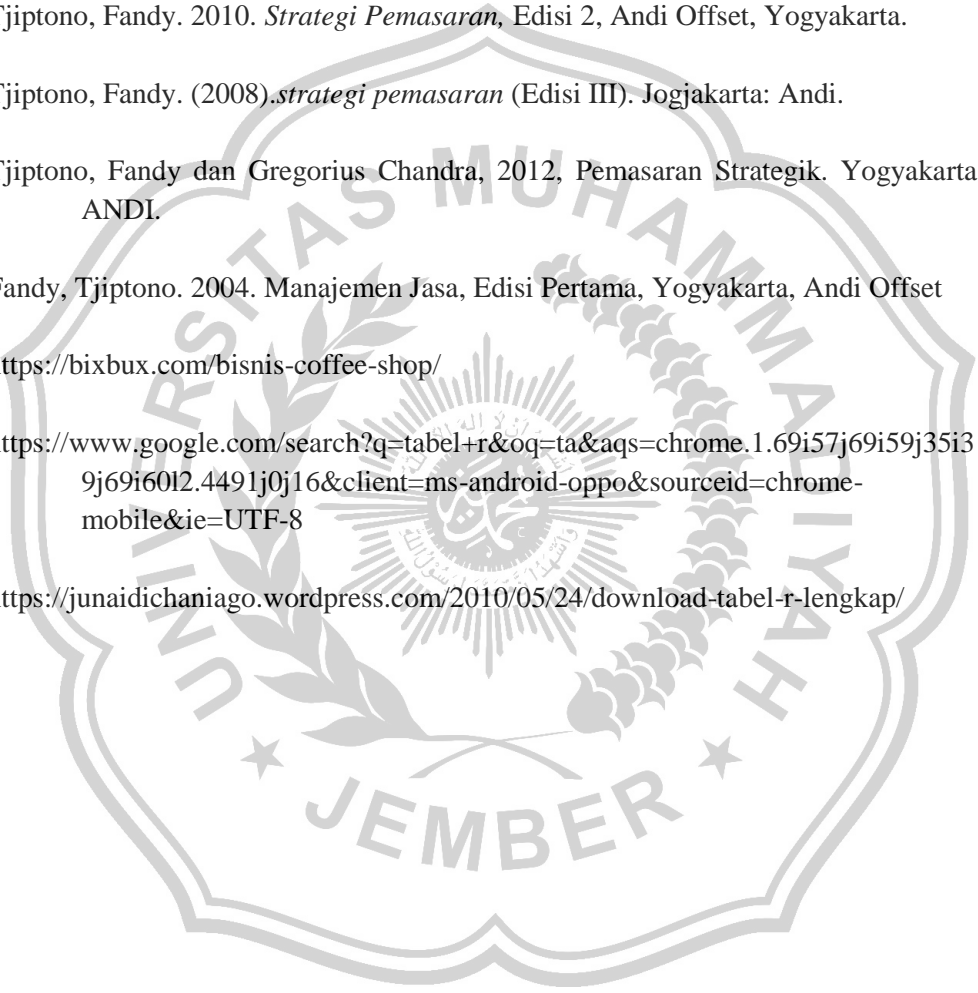 Tjiptono, Fandy. 2010. Strategi Pemasaran, Edisi 2, Andi Offset, Yogyakarta.
Tjiptono, Fandy. (2008).strategi pemasaran (Edisi III). Jogjakarta: Andi.
Tjiptono, Fandy dan Gregorius Chandra, 2012, Pemasaran Strategik. Yogyakarta
ANDI.
Fandy, Tjiptono. 2004. Manajemen Jasa, Edisi Pertama, Yogyakarta, Andi Offset
https://bixbux.com/bisnis-coffee-shop/
https://www.google.com/search?q=tabel+r&oq=ta&aqs=chrome.1.69i57j69i59j35i3
9j69i60l2.4491j0j16&client=ms-android-oppo&sourceid=chrome-
mobile&ie=UTF-8
https://junaidichaniago.wordpress.com/2010/05/24/download-tabel-r-lengkap/
UNIVERSITAS MUHAMMADIYAH
JEMBER